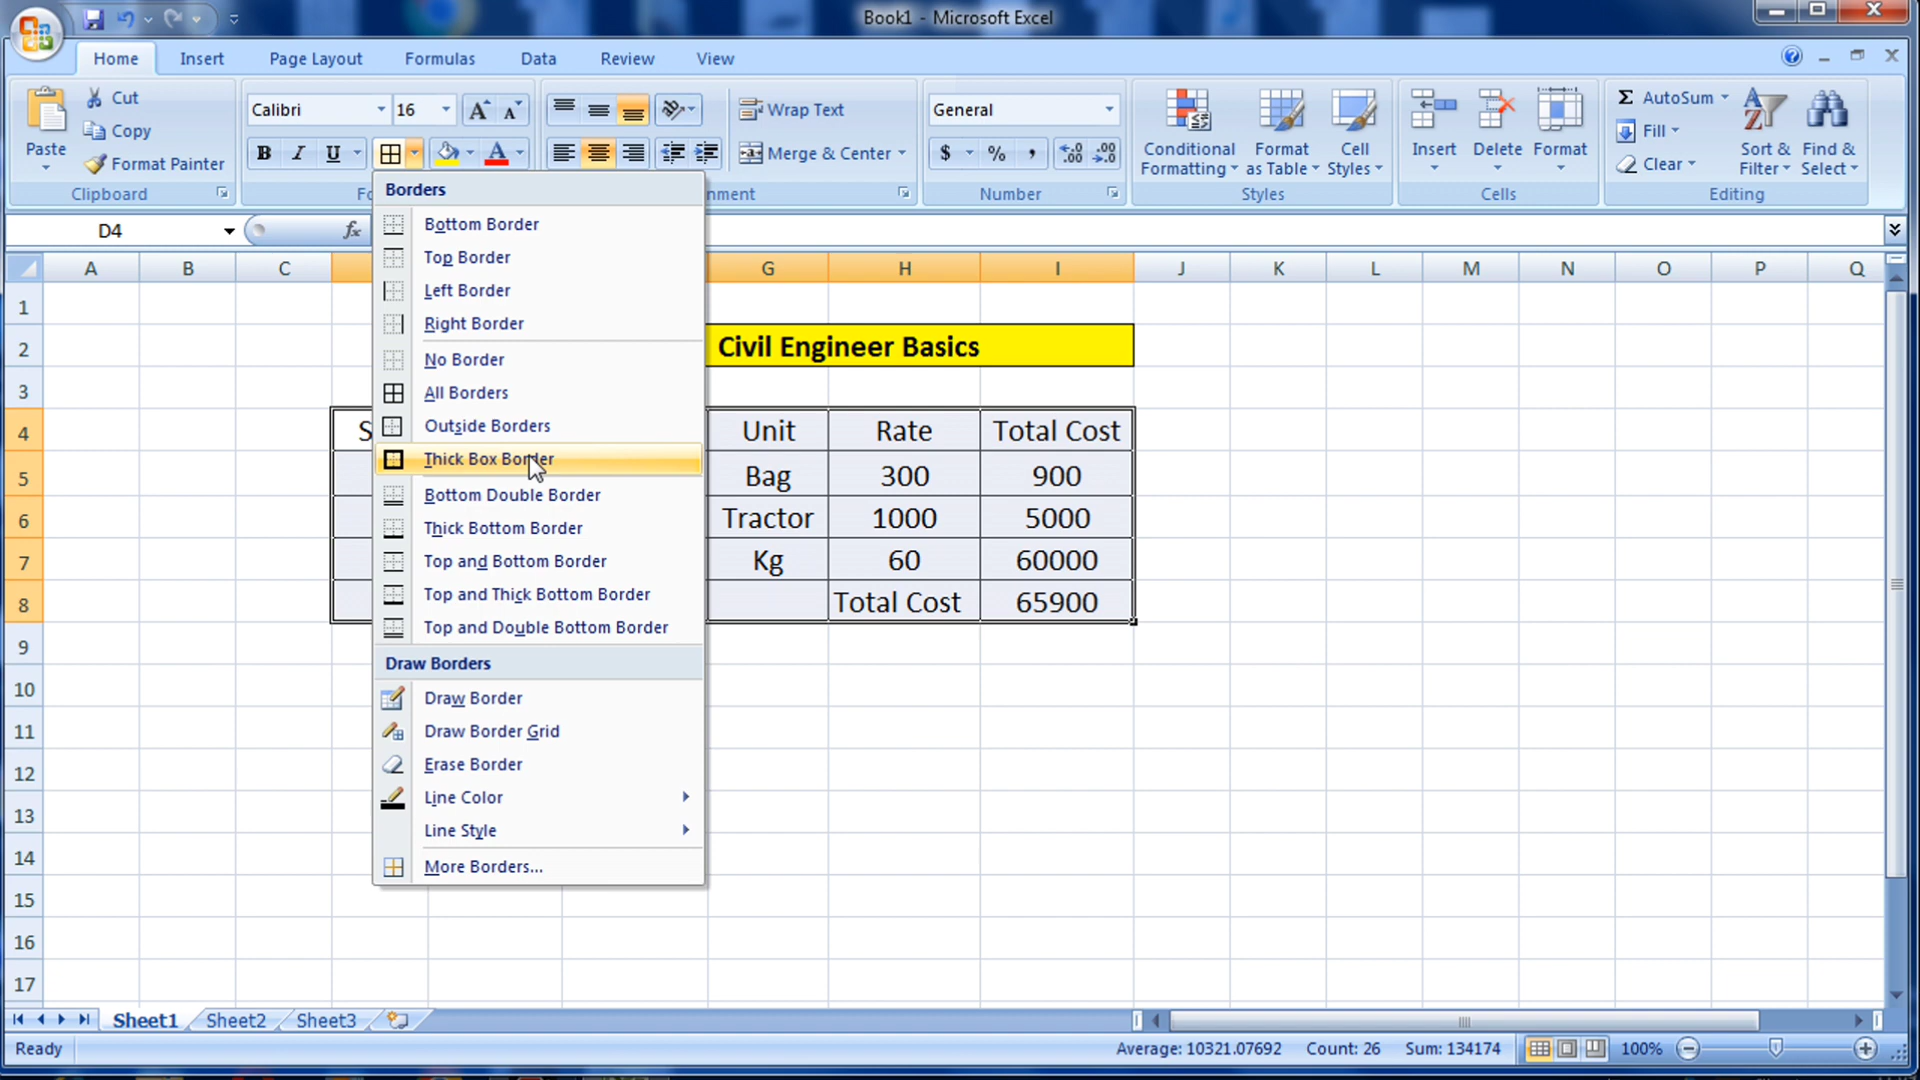 Book1 - Microsoft Excel
Home Insert Page Layout Formulas Data Review View
Cut
Copy
Format Painter
Paste
Clipboard
Calibri 16
B I U
Wrap Text
Merge & Center
General
$ % ,
Number
Conditional Formatting
Format as Table
Cell Styles
Styles
Insert Delete Format
Cells
Σ AutoSum
Fill
Clear
Sort & Filter
Find & Select
Editing
D4 fx
Borders
Bottom Border
Top Border
Left Border
Right Border
No Border
All Borders
Outside Borders
Thick Box Border
Bottom Double Border
Thick Bottom Border
Top and Bottom Border
Top and Thick Bottom Border
Top and Double Bottom Border
Draw Borders
Draw Border
Draw Border Grid
Erase Border
Line Color
Line Style
More Borders...
A B C G H I J K L M N O P Q
1
2 Civil Engineer Basics
3
4 S Unit Rate Total Cost
5 Bag 300 900
6 Tractor 1000 5000
7 Kg 60 60000
8 Total Cost 65900
9
10
11
12
13
14
15
16
17
Sheet1 Sheet2 Sheet3
Ready Average: 10321.07692 Count: 26 Sum: 134174 100%